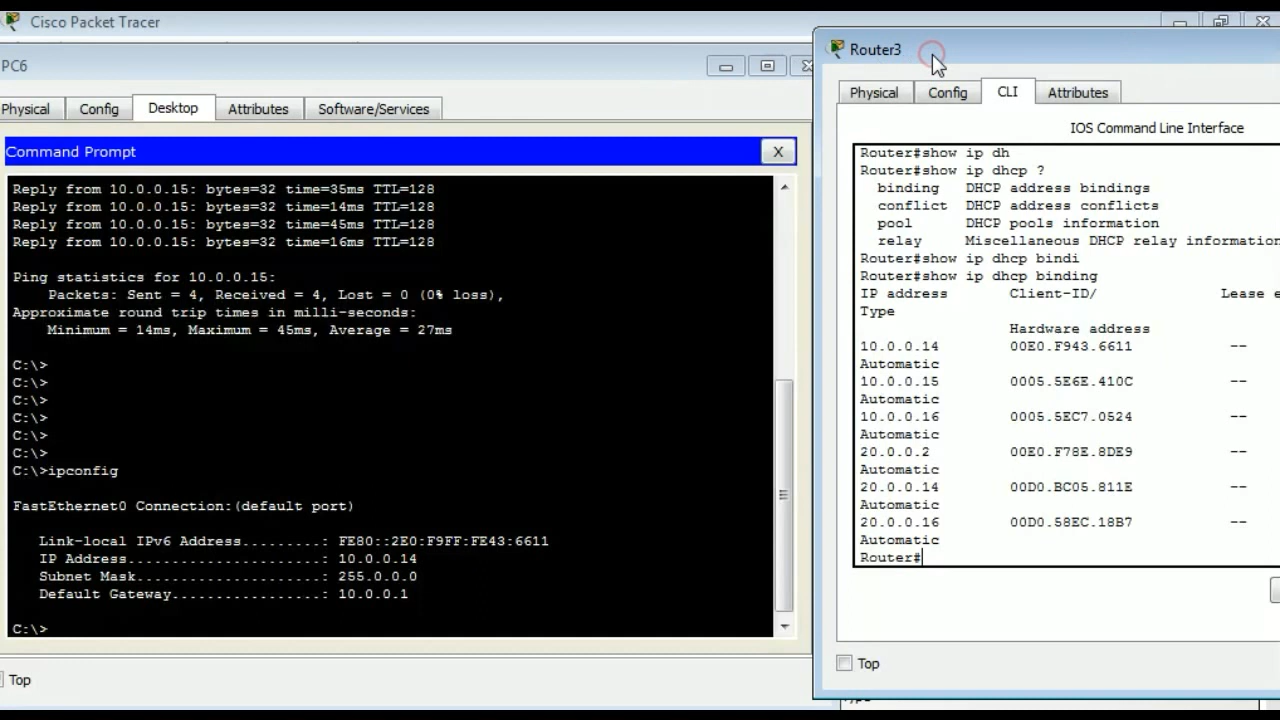 Cisco Packet Tracer
PC6
Physical Config Desktop Attributes Software/Services
Command Prompt X
Reply from 10.0.0.15: bytes=32 time=35ms TTL=128
Reply from 10.0.0.15: bytes=32 time=14ms TTL=128
Reply from 10.0.0.15: bytes=32 time=45ms TTL=128
Reply from 10.0.0.15: bytes=32 time=16ms TTL=128
Ping statistics for 10.0.0.15:
Packets: Sent = 4, Received = 4, Lost = 0 (0% loss),
Approximate round trip times in milli-seconds:
Minimum = 14ms, Maximum = 45ms, Average = 27ms
C:\>
C:\>
C:\>
C:\>
C:\>
C:\>
C:\>ipconfig
FastEthernet0 Connection:(default port)
Link-local IPv6 Address.........: FE80::2E0:F9FF:FE43:6611
IP Address......................: 10.0.0.14
Subnet Mask.....................: 255.0.0.0
Default Gateway.................: 10.0.0.1
C:\>
Top
Router3
Physical Config CLI Attributes
IOS Command Line Interface
Router#show ip dh
Router#show ip dhcp ?
binding DHCP address bindings
conflict DHCP address conflicts
pool DHCP pools information
relay Miscellaneous DHCP relay information
Router#show ip dhcp bindi
Router#show ip dhcp binding
IP address Client-ID/ Lease e
Type
Hardware address
10.0.0.14 00E0.F943.6611 --
Automatic
10.0.0.15 0005.5E6E.410C --
Automatic
10.0.0.16 0005.5EC7.0524 --
Automatic
20.0.0.2 00E0.F78E.8DE9 --
Automatic
20.0.0.14 00D0.BC05.811E --
Automatic
20.0.0.16 00D0.58EC.18B7 --
Automatic
Router#
Top